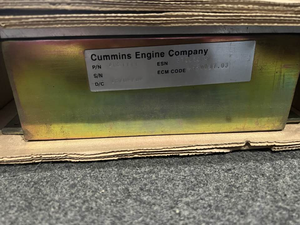 Cummins Engine Company
P/N ESN
S/N ECM CODE
D/C